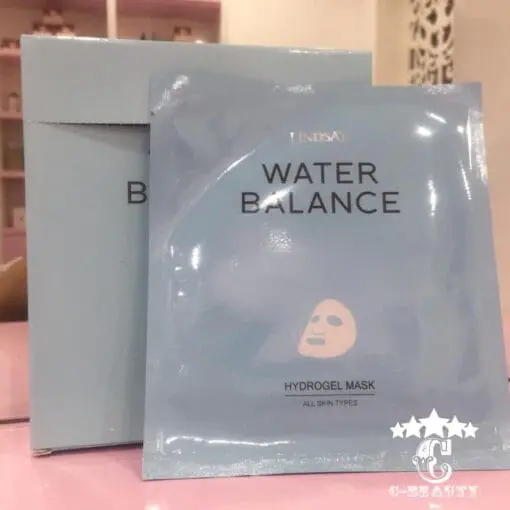 LINDSAY
WATER
BALANCE
HYDROGEL MASK
ALL SKIN TYPES
B
C-BEAUTY